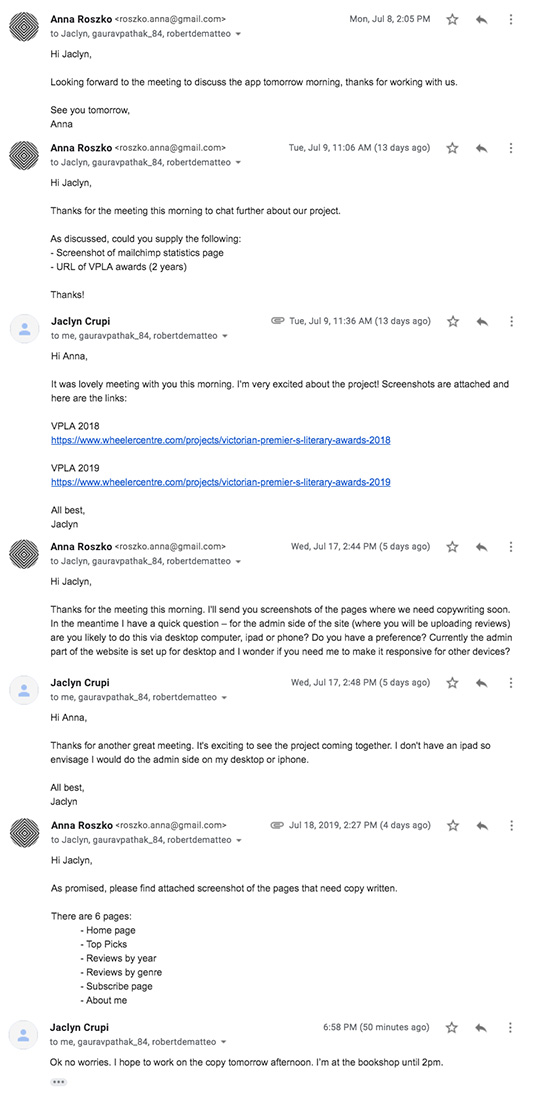 Anna Roszko <roszko.anna@gmail.com> Mon, Jul 8, 2:05 PM
to Jaclyn, gauravpathak_84, robertdematteo
Hi Jaclyn,
Looking forward to the meeting to discuss the app tomorrow morning, thanks for working with us.
See you tomorrow,
Anna
Anna Roszko <roszko.anna@gmail.com> Tue, Jul 9, 11:06 AM (13 days ago)
to Jaclyn, gauravpathak_84, robertdematteo
Hi Jaclyn,
Thanks for the meeting this morning to chat further about our project.
As discussed, could you supply the following:
- Screenshot of mailchimp statistics page
- URL of VPLA awards (2 years)
Thanks!
Jaclyn Crupi Tue, Jul 9, 11:36 AM (13 days ago)
to me, gauravpathak_84, robertdematteo
Hi Anna,
It was lovely meeting with you this morning. I'm very excited about the project! Screenshots are attached and
here are the links:
VPLA 2018
https://www.wheelercentre.com/projects/victorian-premier-s-literary-awards-2018
VPLA 2019
https://www.wheelercentre.com/projects/victorian-premier-s-literary-awards-2019
All best,
Jaclyn
Anna Roszko <roszko.anna@gmail.com> Wed, Jul 17, 2:44 PM (5 days ago)
to Jaclyn, gauravpathak_84, robertdematteo
Hi Jaclyn,
Thanks for the meeting this morning. I'll send you screenshots of the pages where we need copywriting soon.
In the meantime I have a quick question – for the admin side of the site (where you will be uploading reviews)
are you likely to do this via desktop computer, ipad or phone? Do you have a preference? Currently the admin
part of the website is set up for desktop and I wonder if you need me to make it responsive for other devices?
Jaclyn Crupi Wed, Jul 17, 2:48 PM (5 days ago)
to me, gauravpathak_84, robertdematteo
Hi Anna,
Thanks for another great meeting. It's exciting to see the project coming together. I don't have an ipad so
envisage I would do the admin side on my desktop or iphone.
All best,
Jaclyn
Anna Roszko <roszko.anna@gmail.com> Jul 18, 2019, 2:27 PM (4 days ago)
to Jaclyn, gauravpathak_84, robertdematteo
Hi Jaclyn,
As promised, please find attached screenshot of the pages that need copy written.
There are 6 pages:
- Home page
- Top Picks
- Reviews by year
- Reviews by genre
- Subscribe page
- About me
Jaclyn Crupi 6:58 PM (50 minutes ago)
to me, gauravpathak_84, robertdematteo
Ok no worries. I hope to work on the copy tomorrow afternoon. I'm at the bookshop until 2pm.